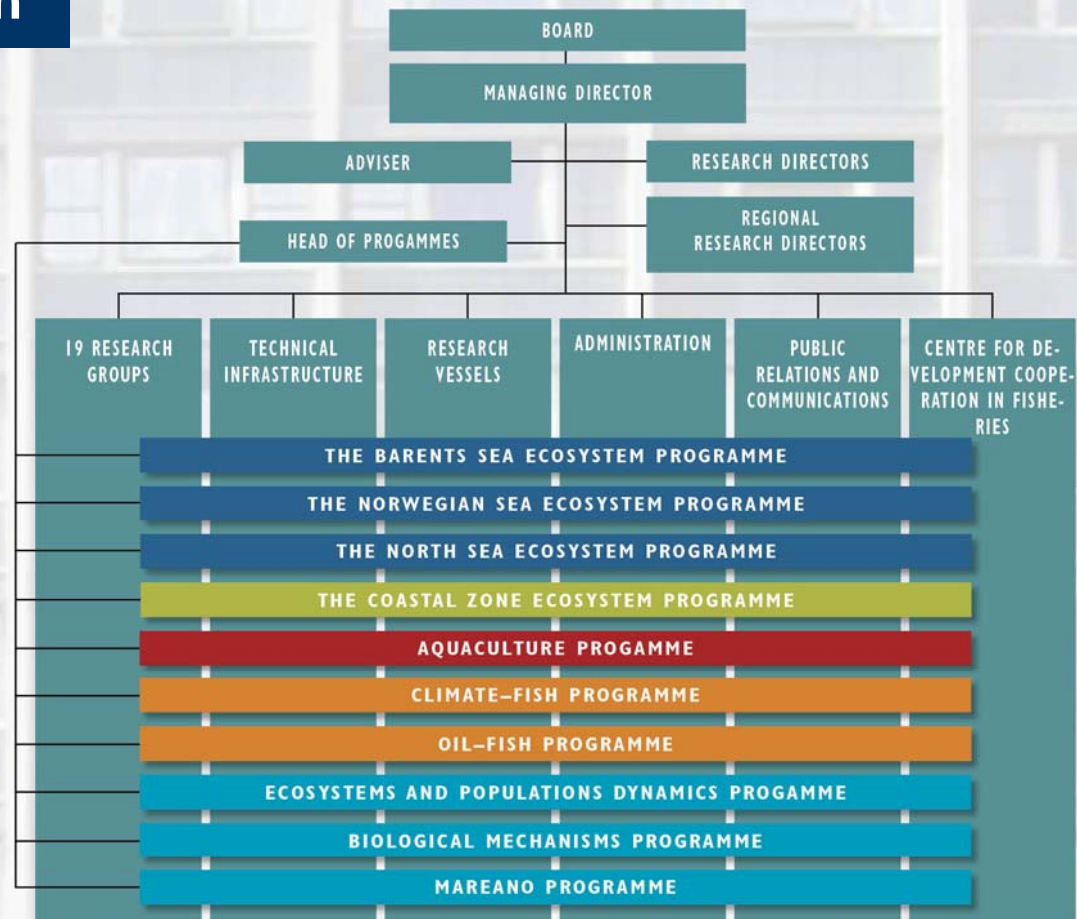 BOARD
MANAGING DIRECTOR
ADVISER
RESEARCH DIRECTORS
HEAD OF PROGAMMES
REGIONAL
RESEARCH DIRECTORS
19 RESEARCH
GROUPS
TECHNICAL
INFRASTRUCTURE
RESEARCH
VESSELS
ADMINISTRATION
PUBLIC
RELATIONS AND
COMMUNICATIONS
CENTRE FOR DE-
VELOPMENT COOPE-
RATION IN FISHE-
RIES
THE BARENTS SEA ECOSYSTEM PROGRAMME
THE NORWEGIAN SEA ECOSYSTEM PROGRAMME
THE NORTH SEA ECOSYSTEM PROGRAMME
THE COASTAL ZONE ECOSYSTEM PROGRAMME
AQUACULTURE PROGAMME
CLIMATE–FISH PROGRAMME
OIL–FISH PROGRAMME
ECOSYSTEMS AND POPULATIONS DYNAMICS PROGAMME
BIOLOGICAL MECHANISMS PROGRAMME
MAREANO PROGRAMME